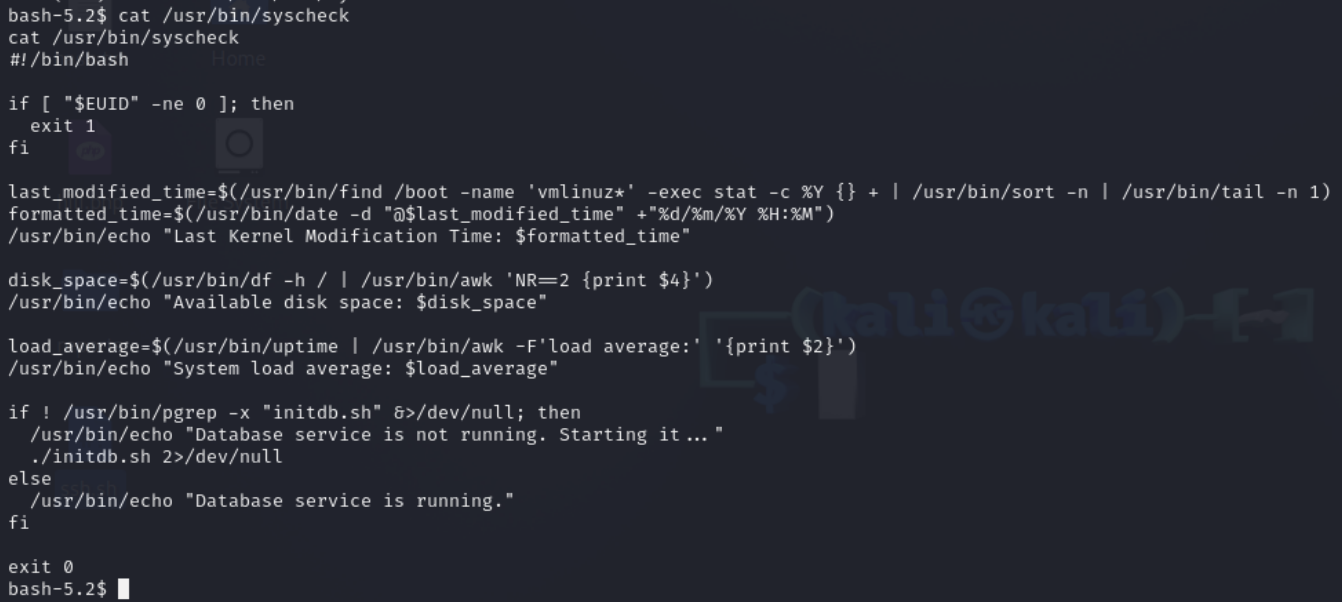 bash-5.2$ cat /usr/bin/syscheck
cat /usr/bin/syscheck
#!/bin/bash
Home
if [ "$EUID" -ne 0 ]; then
  exit 1
fi
last_modified_time=$(/usr/bin/find /boot -name 'vmlinuz*' -exec stat -c %Y {} + | /usr/bin/sort -n | /usr/bin/tail -n 1)
formatted_time=$(/usr/bin/date -d "@$last_modified_time" +"%d/%m/%Y %H:%M")
/usr/bin/echo "Last Kernel Modification Time: $formatted_time"
disk_space=$(/usr/bin/df -h / | /usr/bin/awk 'NR==2 {print $4}')
/usr/bin/echo "Available disk space: $disk_space"
(kali㉿kali)-[~]
$
load_average=$(/usr/bin/uptime | /usr/bin/awk -F'load average:' '{print $2}')
/usr/bin/echo "System load average: $load_average"
if ! /usr/bin/pgrep -x "initdb.sh" &>/dev/null; then
  /usr/bin/echo "Database service is not running. Starting it..."
  ./initdb.sh 2>/dev/null
else
  /usr/bin/echo "Database service is running."
fi
exit 0
bash-5.2$